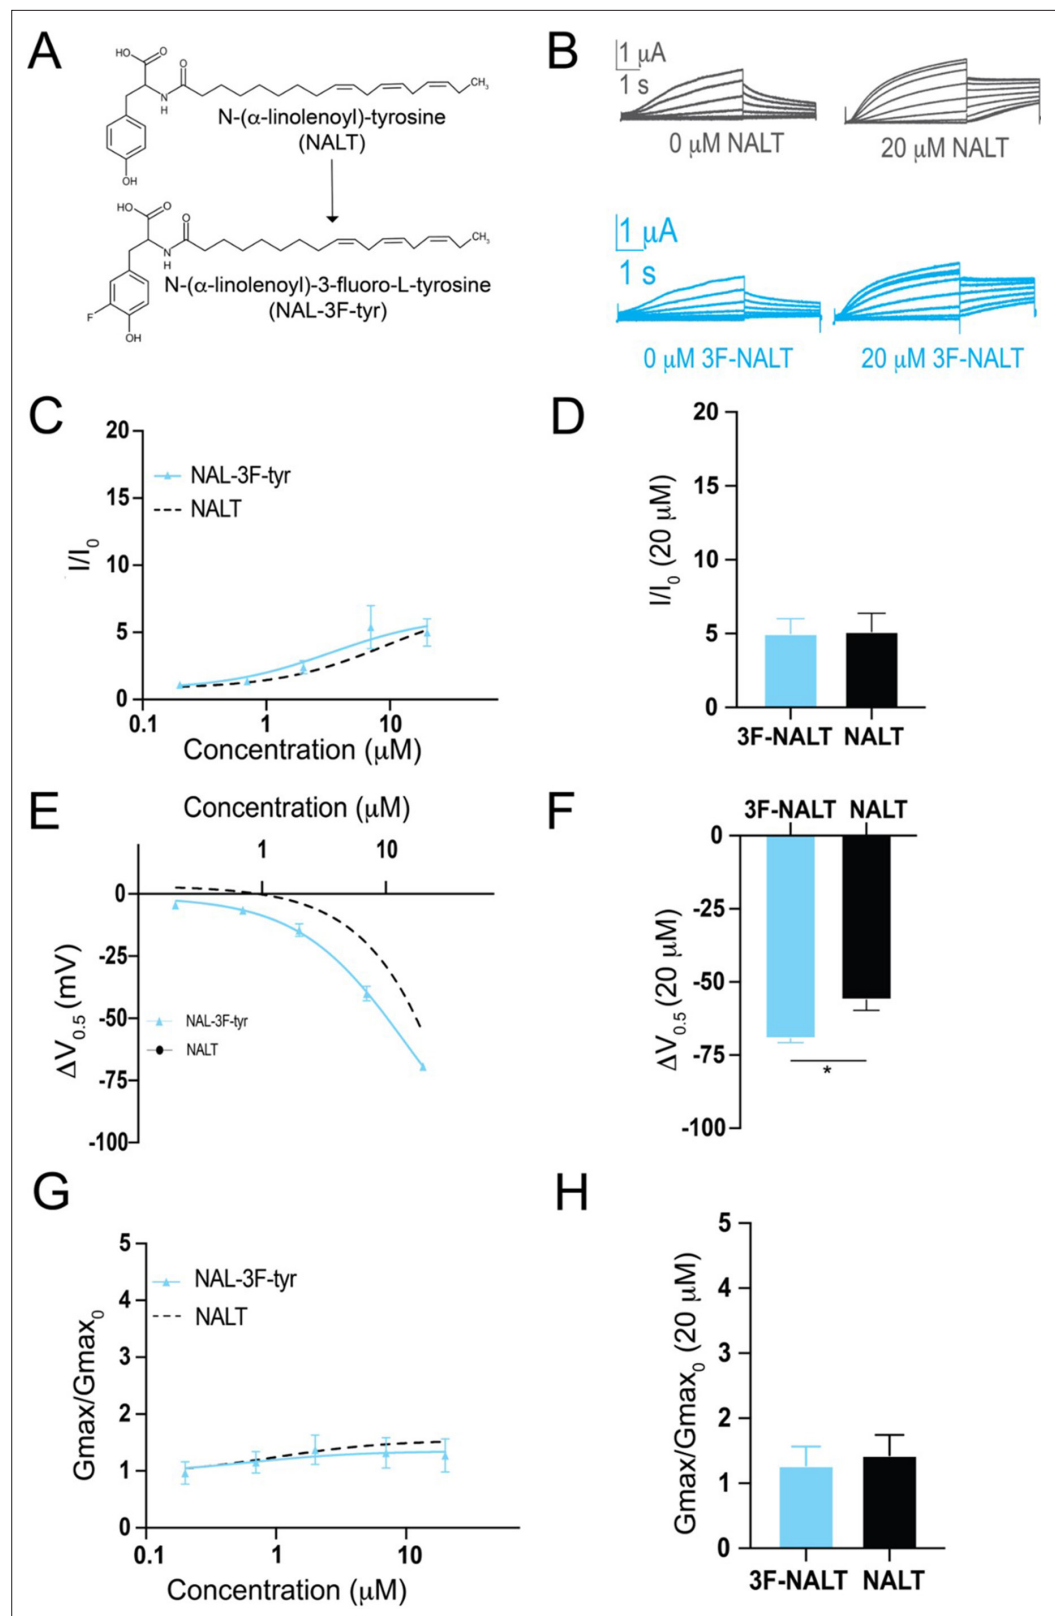 A
HO
O
O
N
H
OH
CH3
N-(α-linolenoyl)-tyrosine
(NALT)
HO
O
O
N
H
F
OH
CH3
N-(α-linolenoyl)-3-fluoro-L-tyrosine
(NAL-3F-tyr)
B
1 μA
1 s
0 μM NALT
20 μM NALT
1 μA
1 s
0 μM 3F-NALT
20 μM 3F-NALT
C
I/I0
20
15
10
5
0
NAL-3F-tyr
NALT
0.1
1
10
Concentration (μM)
D
I/I0 (20 μM)
20
15
10
5
0
3F-NALT NALT
E
Concentration (μM)
1
10
ΔV0.5 (mV)
0
-25
-50
-75
-100
NAL-3F-tyr
NALT
F
3F-NALT NALT
ΔV0.5 (20 μM)
0
-25
-50
-75
-100
*
G
Gmax/Gmax0
5
4
3
2
1
0
NAL-3F-tyr
NALT
0.1
1
10
Concentration (μM)
H
Gmax/Gmax0 (20 μM)
5
4
3
2
1
0
3F-NALT NALT